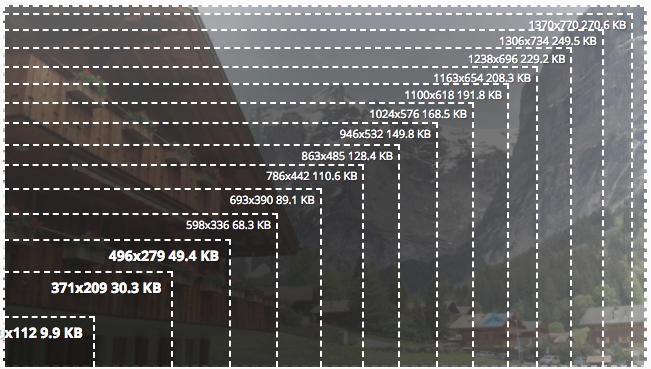 1370x770 270.6 KB
1306x734 249.5 KB
1238x696 229.2 KB
1163x654 208.3 KB
1100x618 191.8 KB
1024x576 168.5 KB
946x532 149.8 KB
863x485 128.4 KB
786x442 110.6 KB
693x390 89.1 KB
598x336 68.3 KB
496x279 49.4 KB
371x209 30.3 KB
x112 9.9 KB